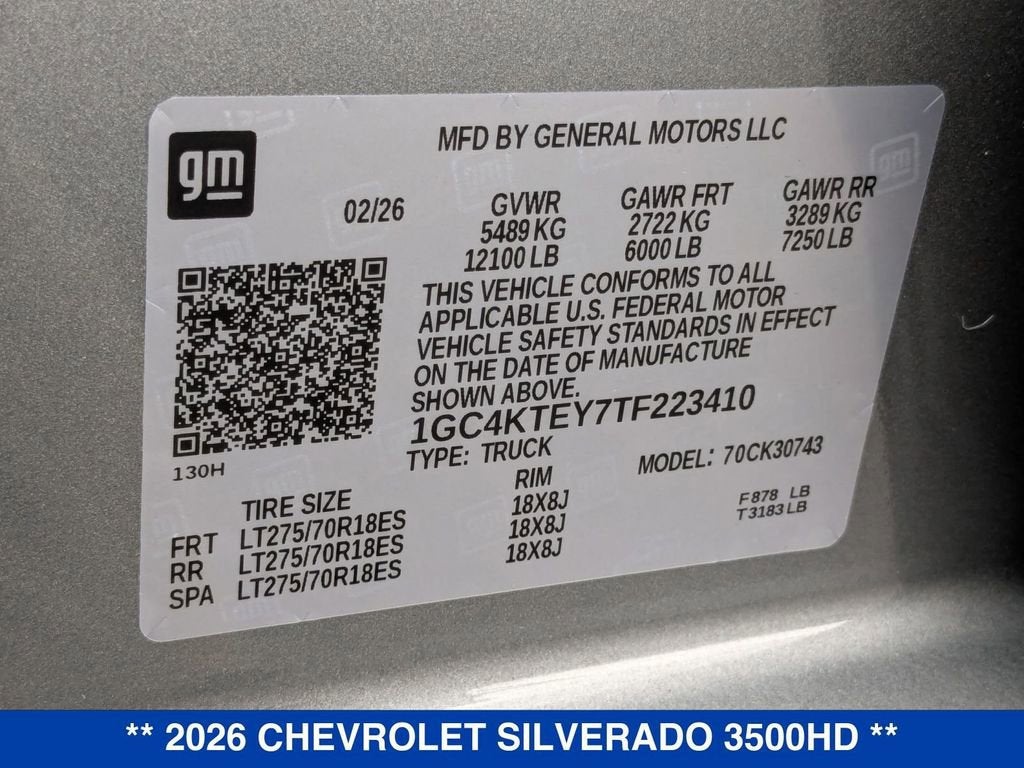 gm
MFD BY GENERAL MOTORS LLC
02/26
GVWR GAWR FRT GAWR RR
5489 KG 2722 KG 3289 KG
12100 LB 6000 LB 7250 LB
THIS VEHICLE CONFORMS TO ALL
APPLICABLE U.S. FEDERAL MOTOR
VEHICLE SAFETY STANDARDS IN EFFECT
ON THE DATE OF MANUFACTURE
SHOWN ABOVE.
1GC4KTEY7TF223410
TYPE: TRUCK MODEL: 70CK30743
130H
TIRE SIZE RIM
FRT LT275/70R18ES 18X8J
RR LT275/70R18ES 18X8J
SPA LT275/70R18ES 18X8J
F 878 LB
T 3183 LB
** 2026 CHEVROLET SILVERADO 3500HD **